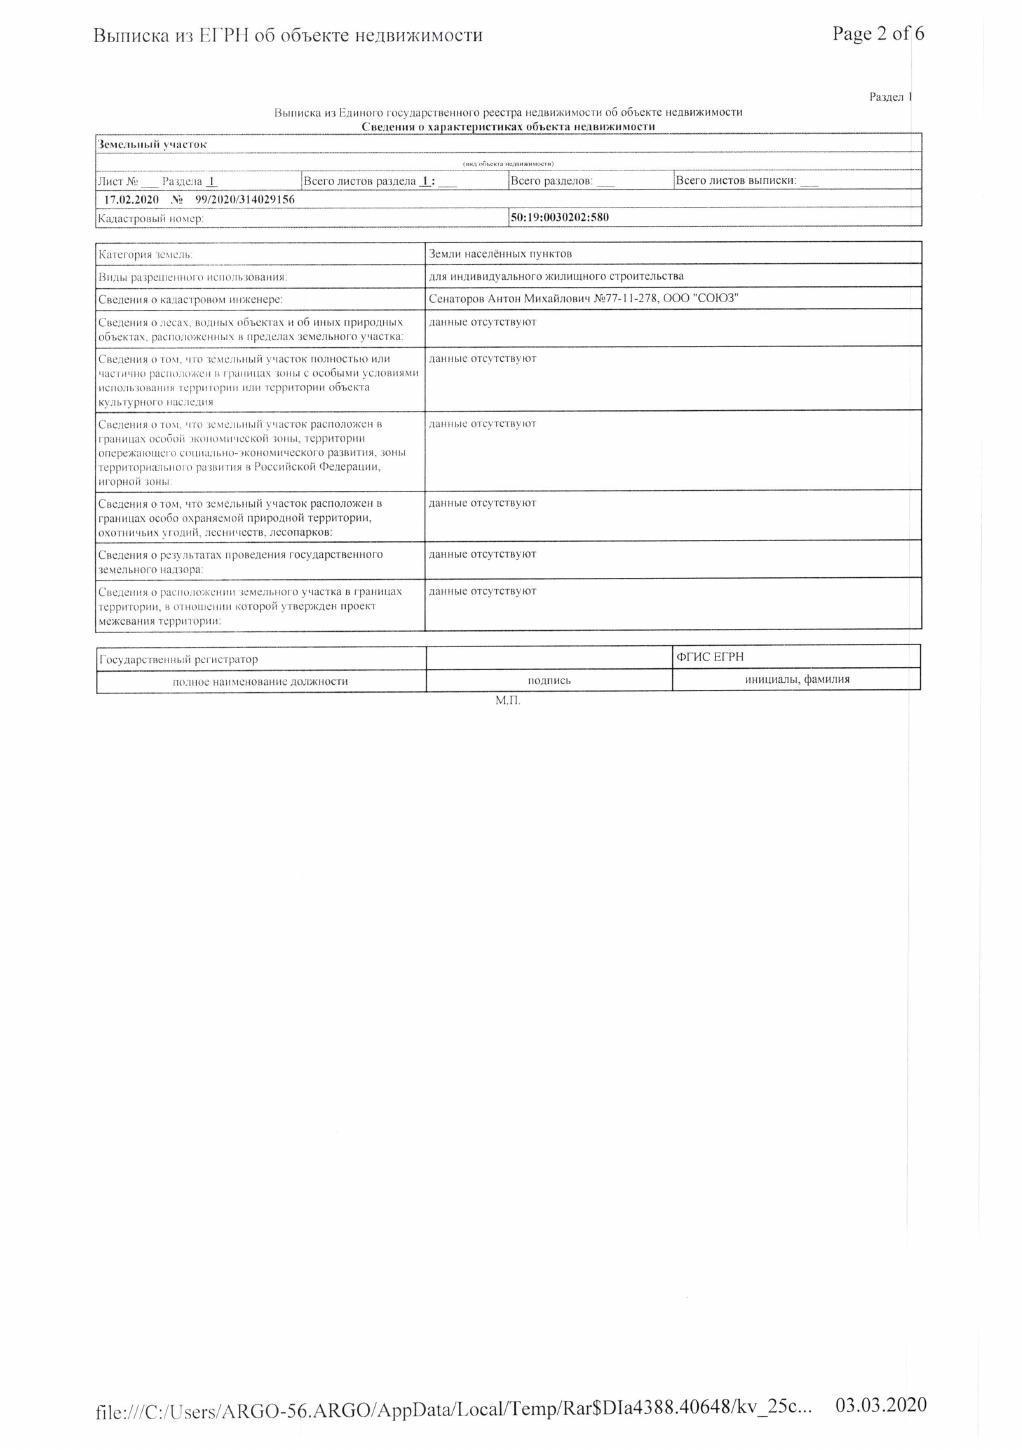 Выписка из ЕГРН об объекте недвижимости
Page 2 of 6
Раздел 1
Выписка из Единого государственного реестра недвижимости об объекте недвижимости
Сведения о характеристиках объекта недвижимости
Земельный участок
(вид объекта недвижимости)
Лист № ___ Раздела 1
Всего листов раздела 1 : ___
Всего разделов: ___
Всего листов выписки: ___
17.02.2020 № 99/2020/314029156
Кадастровый номер:
50:19:0030202:580
Категория земель:
Земли населённых пунктов
Виды разрешенного использования:
для индивидуального жилищного строительства
Сведения о кадастровом инженере:
Сенаторов Антон Михайлович №77-11-278, ООО "СОЮЗ"
Сведения о лесах, водных объектах и об иных природных
объектах, расположенных в пределах земельного участка:
данные отсутствуют
Сведения о том, что земельный участок полностью или
частично расположен в границах зоны с особыми условиями
использования территории или территории объекта
культурного наследия
данные отсутствуют
Сведения о том, что земельный участок расположен в
границах особой экономической зоны, территории
опережающего социально-экономического развития, зоны
территориального развития в Российской Федерации,
игорной зоны:
данные отсутствуют
Сведения о том, что земельный участок расположен в
границах особо охраняемой природной территории,
охотничьих угодий, лесничеств, лесопарков:
данные отсутствуют
Сведения о результатах проведения государственного
земельного надзора:
данные отсутствуют
Сведения о расположении земельного участка в границах
территории, в отношении которой утвержден проект
межевания территории:
данные отсутствуют
Государственный регистратор
ФГИС ЕГРН
полное наименование должности
подпись
инициалы, фамилия
М.П.
file:///C:/Users/ARGO-56.ARGO/AppData/Local/Temp/Rar$DIa4388.40648/kv_25c...
03.03.2020